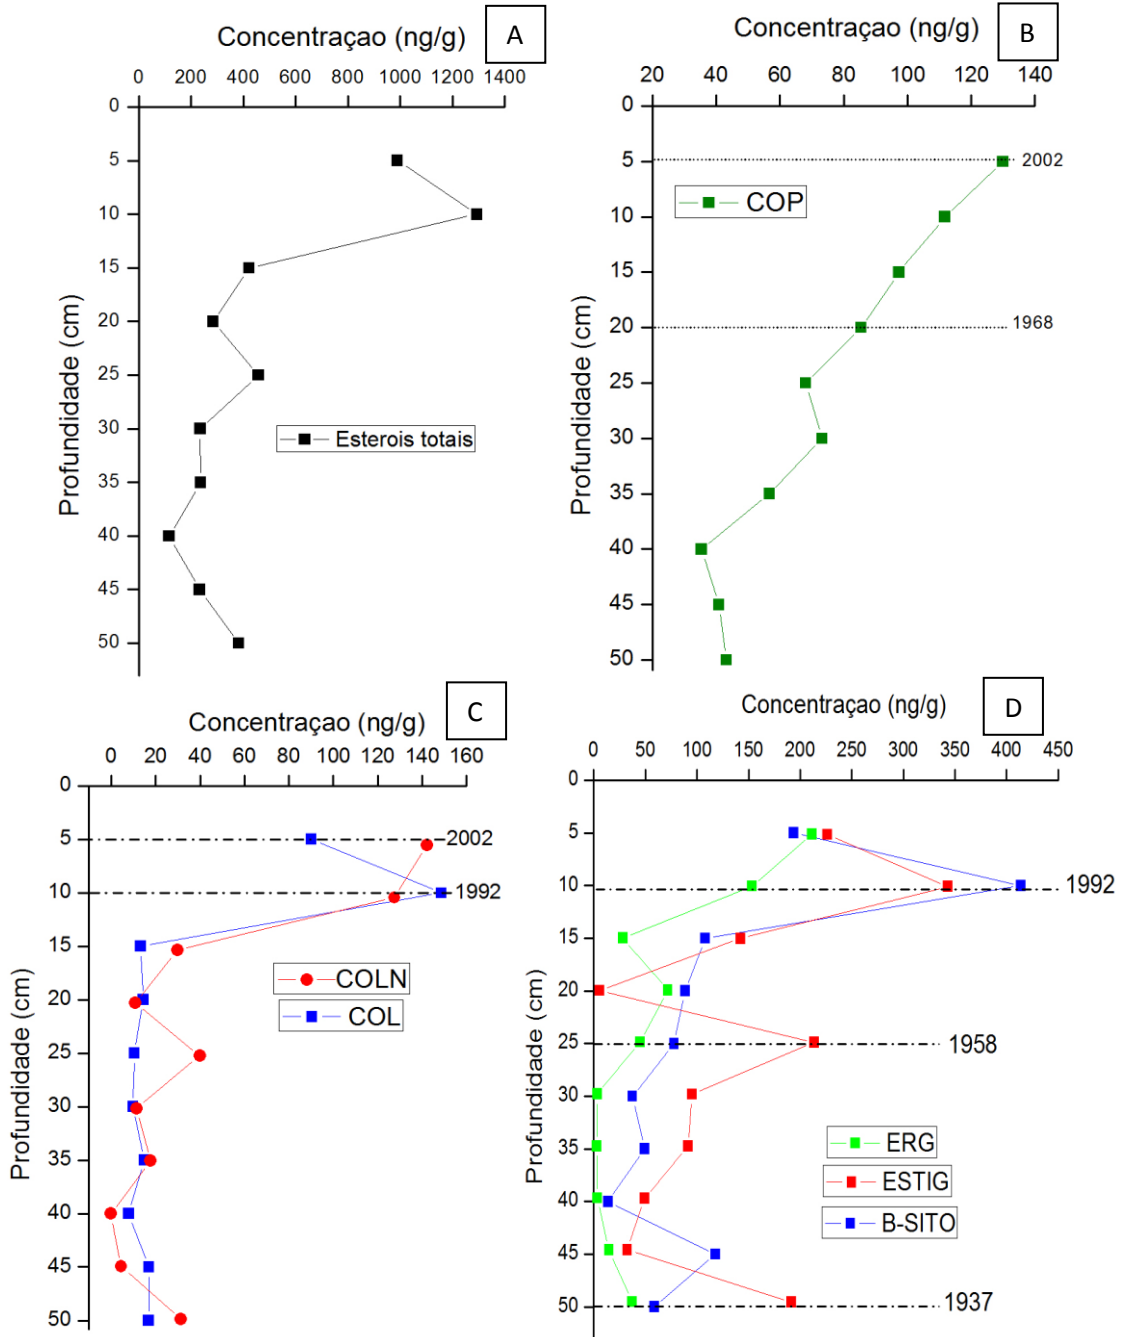 Concentraçao (ng/g)
A
0 200 400 600 800 1000 1200 1400
0
5
10
15
20
25
30
35
40
45
50
Profundidade (cm)
Esterois totais
Concentraçao (ng/g)
B
20 40 60 80 100 120 140
0
5
10
15
20
25
30
35
40
45
50
Profundidade (cm)
2002
COP
1968
Concentraçao (ng/g)
C
0 20 40 60 80 100 120 140 160
0
5
10
15
20
25
30
35
40
45
50
Profundidade (cm)
2002
1992
COLN
COL
Concentraçao (ng/g)
D
0 50 100 150 200 250 300 350 400 450
0
5
10
15
20
25
30
35
40
45
50
Profundidade (cm)
1992
1958
ERG
ESTIG
B-SITO
1937